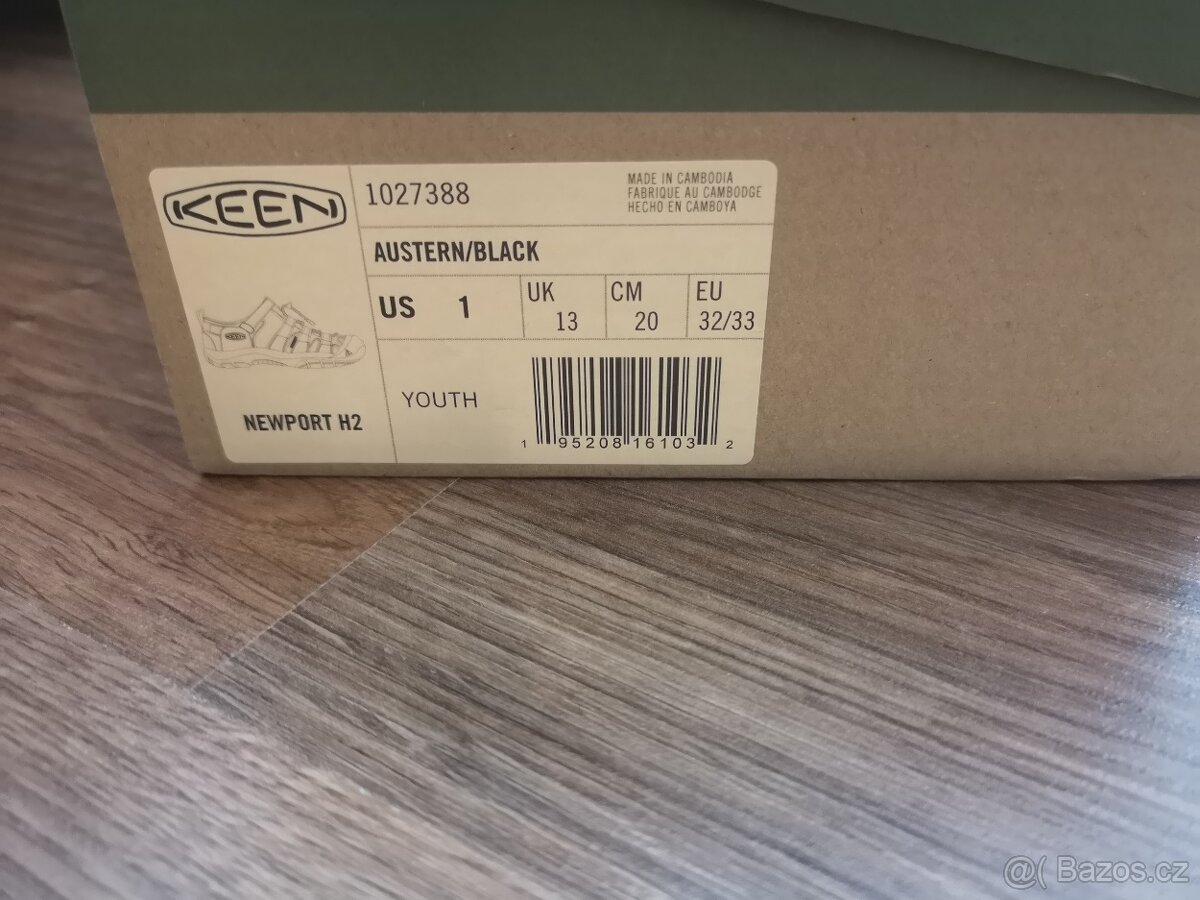 KEEN
1027388
MADE IN CAMBODIA
FABRIQUE AU CAMBODGE
HECHO EN CAMBOYA
AUSTERN/BLACK
US 1
UK 13
CM 20
EU 32/33
KEEN
NEWPORT H2
YOUTH
1 95208 16103 2
@( Bazos.cz